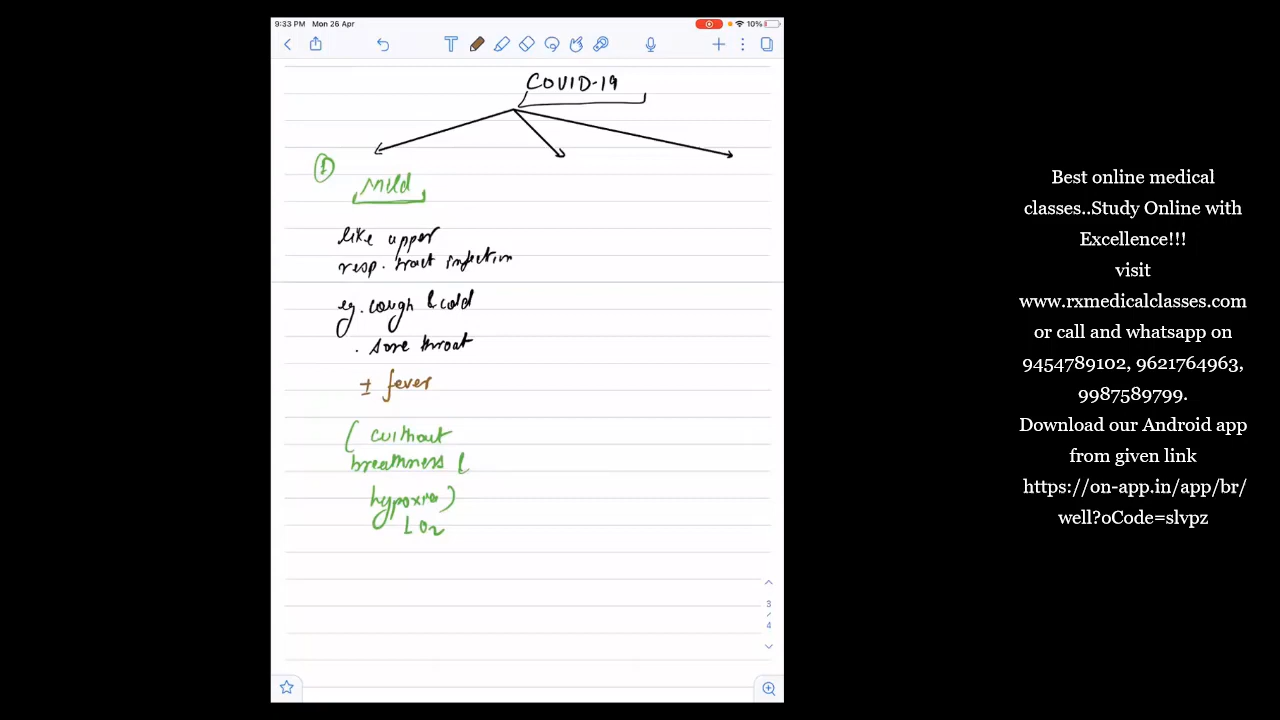 9:33 PM Mon 26 Apr
10%
COVID-19
1
Mild
like upper
resp. tract infection
eg. cough & cold
. sore throat
± fever
(without
breathness &
hypoxia)
↓ O2
3
/
4
Best online medical
classes..Study Online with
Excellence!!!
visit
www.rxmedicalclasses.com
or call and whatsapp on
9454789102, 9621764963,
9987589799.
Download our Android app
from given link
https://on-app.in/app/br/
well?oCode=slvpz